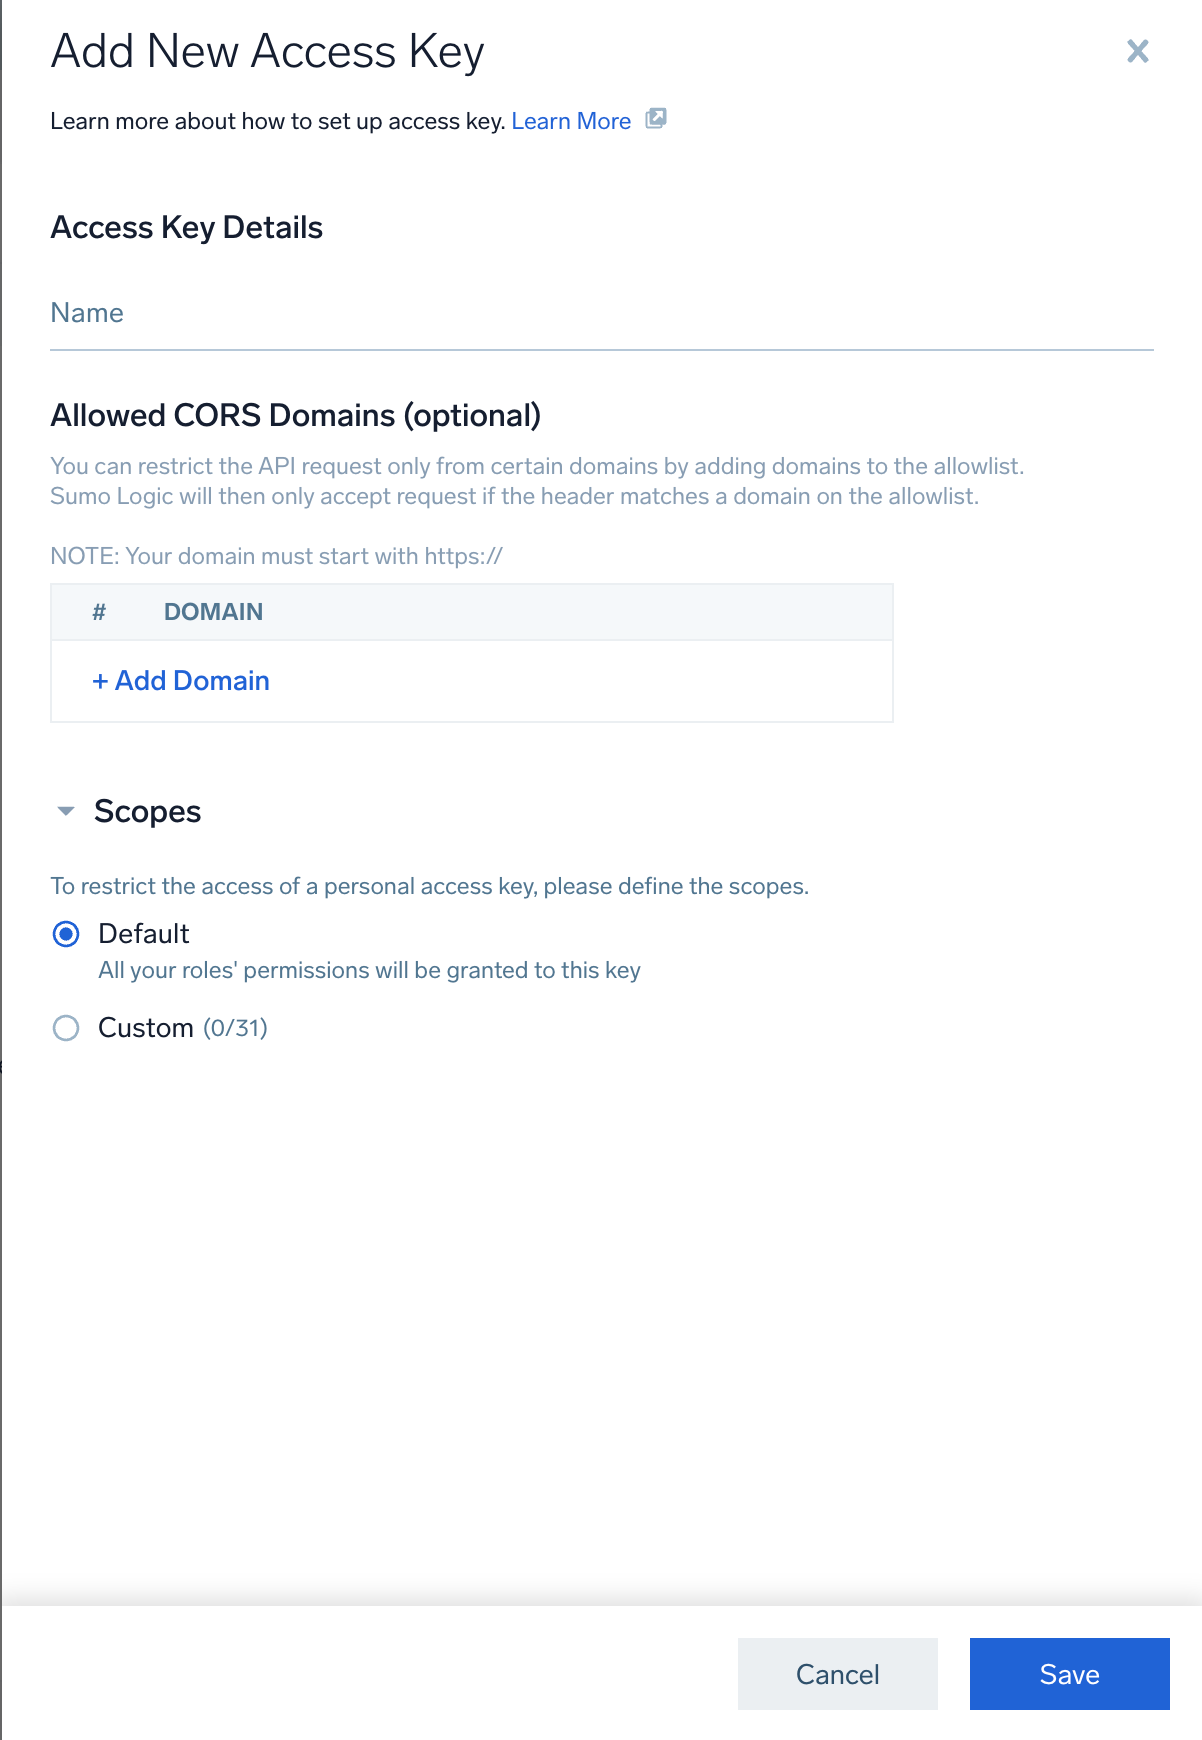 Add New Access Key
Learn more about how to set up access key. Learn More
Access Key Details
Name
Allowed CORS Domains (optional)
You can restrict the API request only from certain domains by adding domains to the allowlist.
Sumo Logic will then only accept request if the header matches a domain on the allowlist.
NOTE: Your domain must start with https://
# DOMAIN
+ Add Domain
Scopes
To restrict the access of a personal access key, please define the scopes.
Default
All your roles' permissions will be granted to this key
Custom (0/31)
Cancel Save